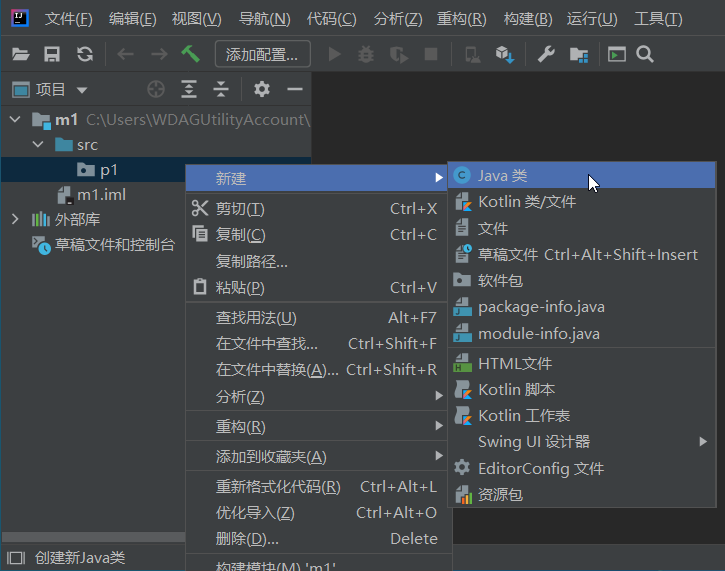 IJ 文件(F) 编辑(E) 视图(V) 导航(N) 代码(C) 分析(Z) 重构(R) 构建(B) 运行(U) 工具(T)
添加配置...
项目
m1 C:\Users\WDAGUtilityAccount\
src
p1
m1.iml
外部库
草稿文件和控制台
新建
剪切(T) Ctrl+X
复制(C) Ctrl+C
复制路径...
粘贴(P) Ctrl+V
查找用法(U) Alt+F7
在文件中查找... Ctrl+Shift+F
在文件中替换(A)... Ctrl+Shift+R
分析(Z)
重构(R)
添加到收藏夹(A)
重新格式化代码(R) Ctrl+Alt+L
优化导入(Z) Ctrl+Alt+O
删除(D)... Delete
构建模块(M) 'm1'
Java 类
Kotlin 类/文件
文件
草稿文件 Ctrl+Alt+Shift+Insert
软件包
package-info.java
module-info.java
HTML文件
Kotlin 脚本
Kotlin 工作表
Swing UI 设计器
EditorConfig 文件
资源包
创建新Java类